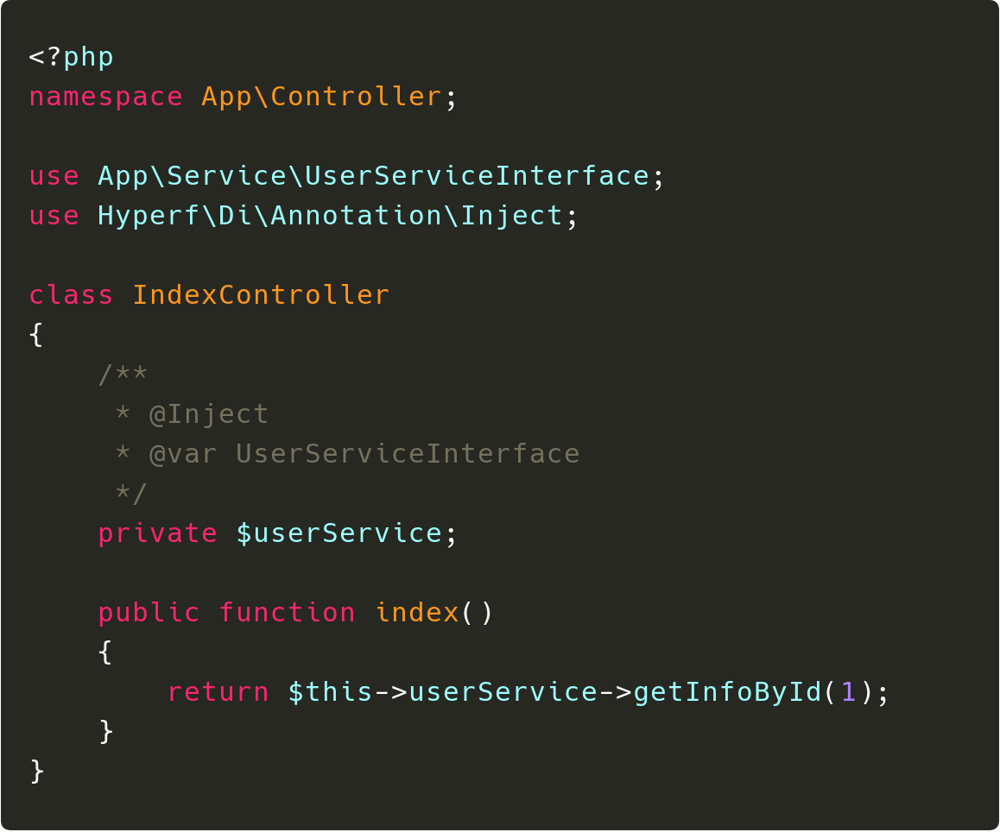 <?php
namespace App\Controller;

use App\Service\UserServiceInterface;
use Hyperf\Di\Annotation\Inject;

class IndexController
{
    /**
     * @Inject
     * @var UserServiceInterface
     */
    private $userService;

    public function index()
    {
        return $this->userService->getInfoById(1);
    }
}